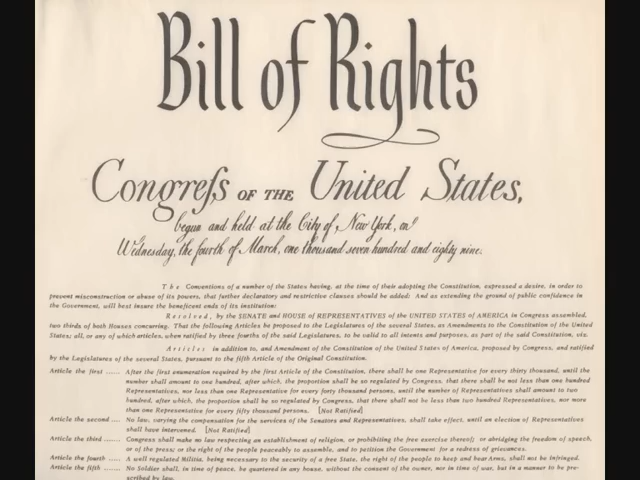 Bill of Rights
Congreſs OF THE United States,
begun and held at the City of New York, on
Wednesday, the fourth of March, one thousand seven hundred and eighty nine.
The Conventions of a number of the States having, at the time of their adopting the Constitution, expressed a desire, in order to
prevent misconstruction or abuse of its powers, that further declaratory and restrictive clauses should be added: And as extending the ground of public confidence in
the Government, will best insure the beneficent ends of its institution:
Resolved, by the SENATE and HOUSE of REPRESENTATIVES of the UNITED STATES of AMERICA in Congress assembled,
two thirds of both Houses concurring. That the following Articles be proposed to the Legislatures of the several States, as Amendments to the Constitution of the United
States; all, or any of which articles, when ratified by three fourths of the said Legislatures, to be valid to all intents and purposes, as part of the said Constitution, viz.
Articles in addition to, and Amendment of the Constitution of the United States of America, proposed by Congress, and ratified
by the Legislatures of the several States, pursuant to the fifth Article of the Original Constitution.
Article the first ...... After the first enumeration required by the first Article of the Constitution, there shall be one Representative for every thirty thousand, until the
number shall amount to one hundred, after which, the proportion shall be so regulated by Congress, that there shall be not less than one hundred
Representatives, nor less than one Representative for every forty thousand persons, until the number of Representatives shall amount to two
hundred, after which, the proportion shall be so regulated by Congress, that there shall not be less than two hundred Representatives, nor more
than one Representative for every fifty thousand persons. [Not Ratified]
Article the second .... No law, varying the compensation for the services of the Senators and Representatives, shall take effect, until an election of Representatives
shall have intervened. [Not Ratified]
Article the third ...... Congress shall make no law respecting an establishment of religion, or prohibiting the free exercise thereof; or abridging the freedom of speech,
or of the press; or the right of the people peaceably to assemble, and to petition the Government for a redress of grievances.
Article the fourth ..... A well regulated Militia, being necessary to the security of a free State, the right of the people to keep and bear Arms, shall not be infringed.
Article the fifth ...... No Soldier shall, in time of peace, be quartered in any house, without the consent of the owner, nor in time of war, but in a manner to be pre-
scribed by law.